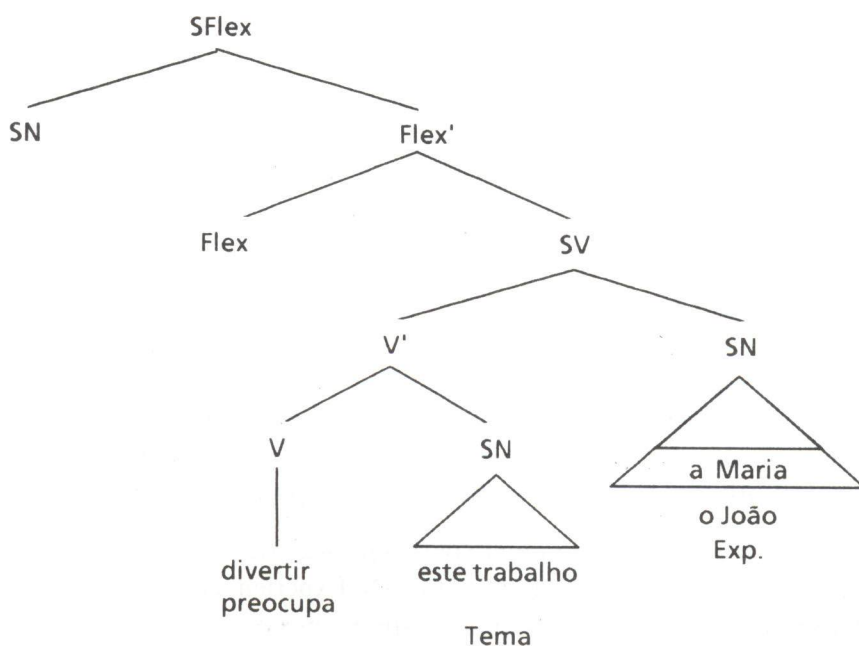 SFlex
SN
Flex'
Flex
SV
V'
SN
V
SN
a Maria
o João
Exp.
divertir
preocupa
este trabalho
Tema